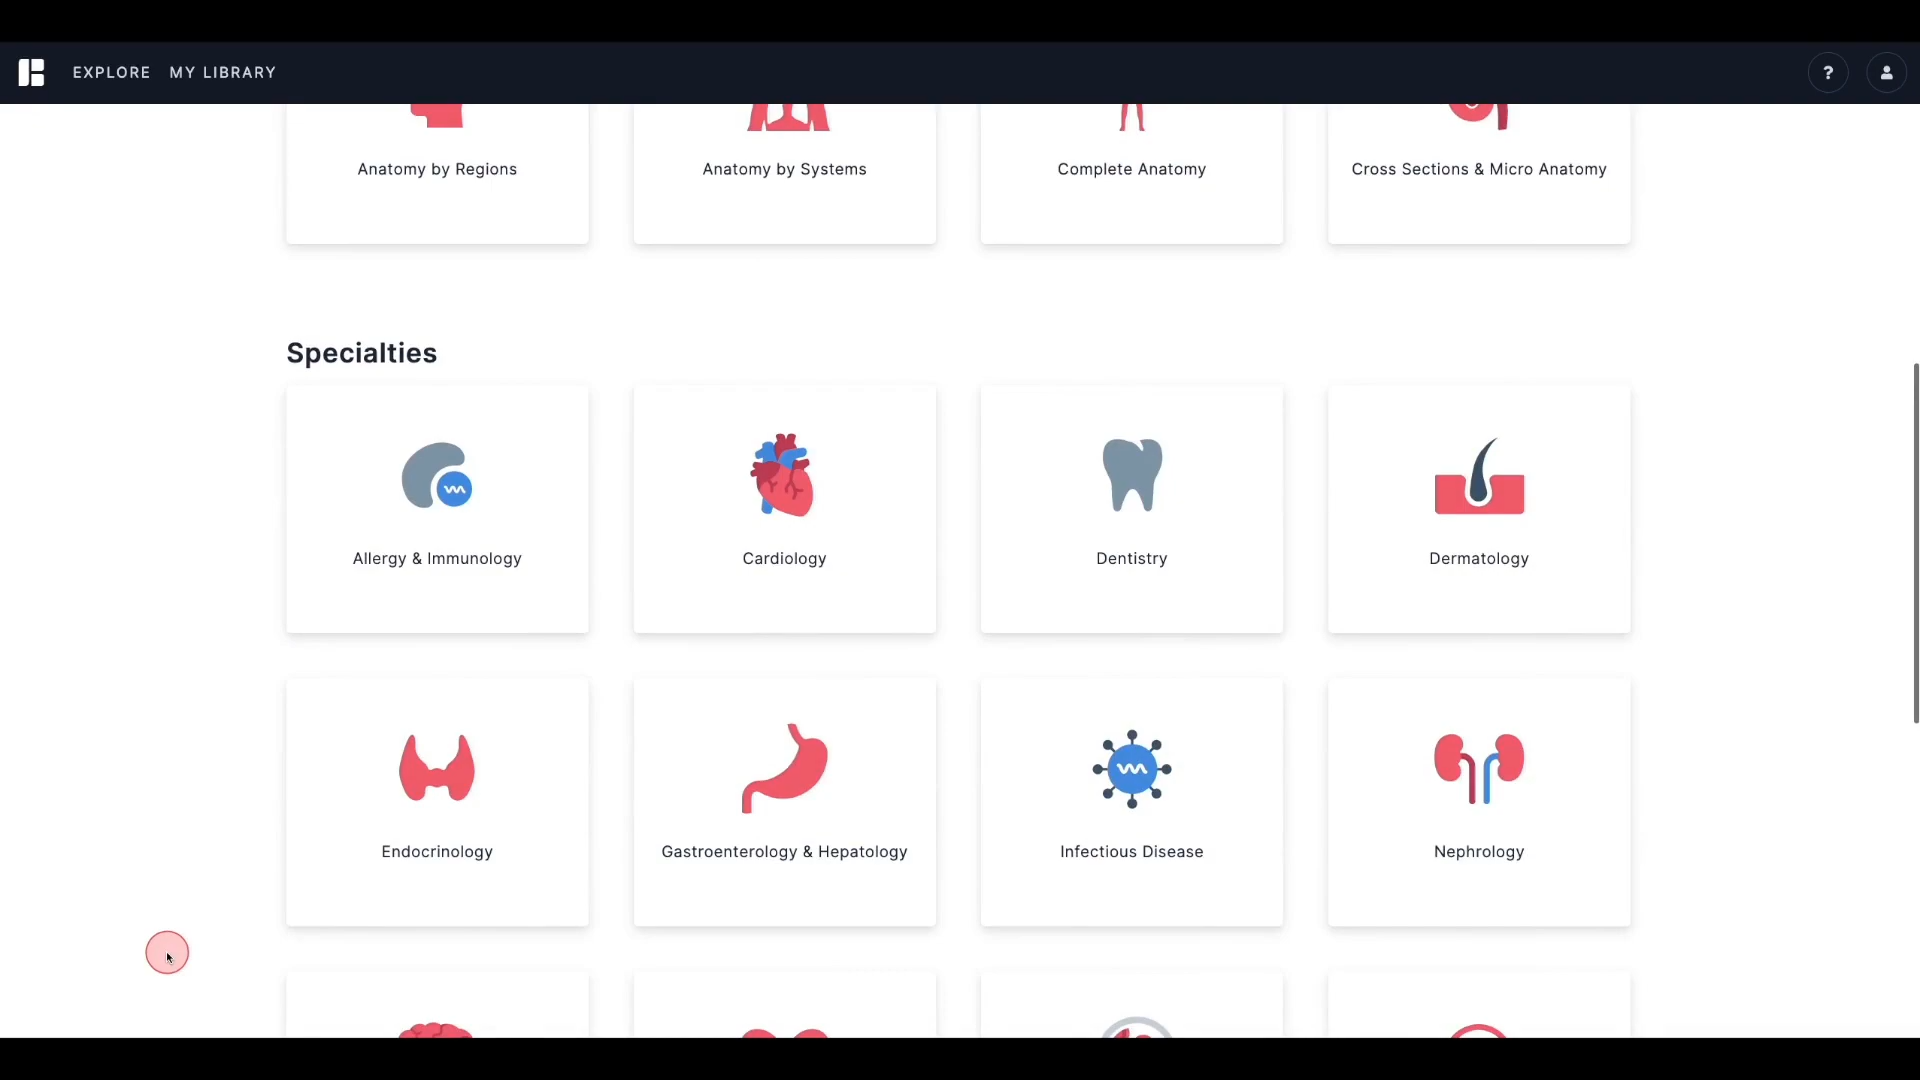 EXPLORE MY LIBRARY ?
Anatomy by Regions
Anatomy by Systems
Complete Anatomy
Cross Sections & Micro Anatomy
Specialties
Allergy & Immunology
Cardiology
Dentistry
Dermatology
Endocrinology
Gastroenterology & Hepatology
Infectious Disease
Nephrology